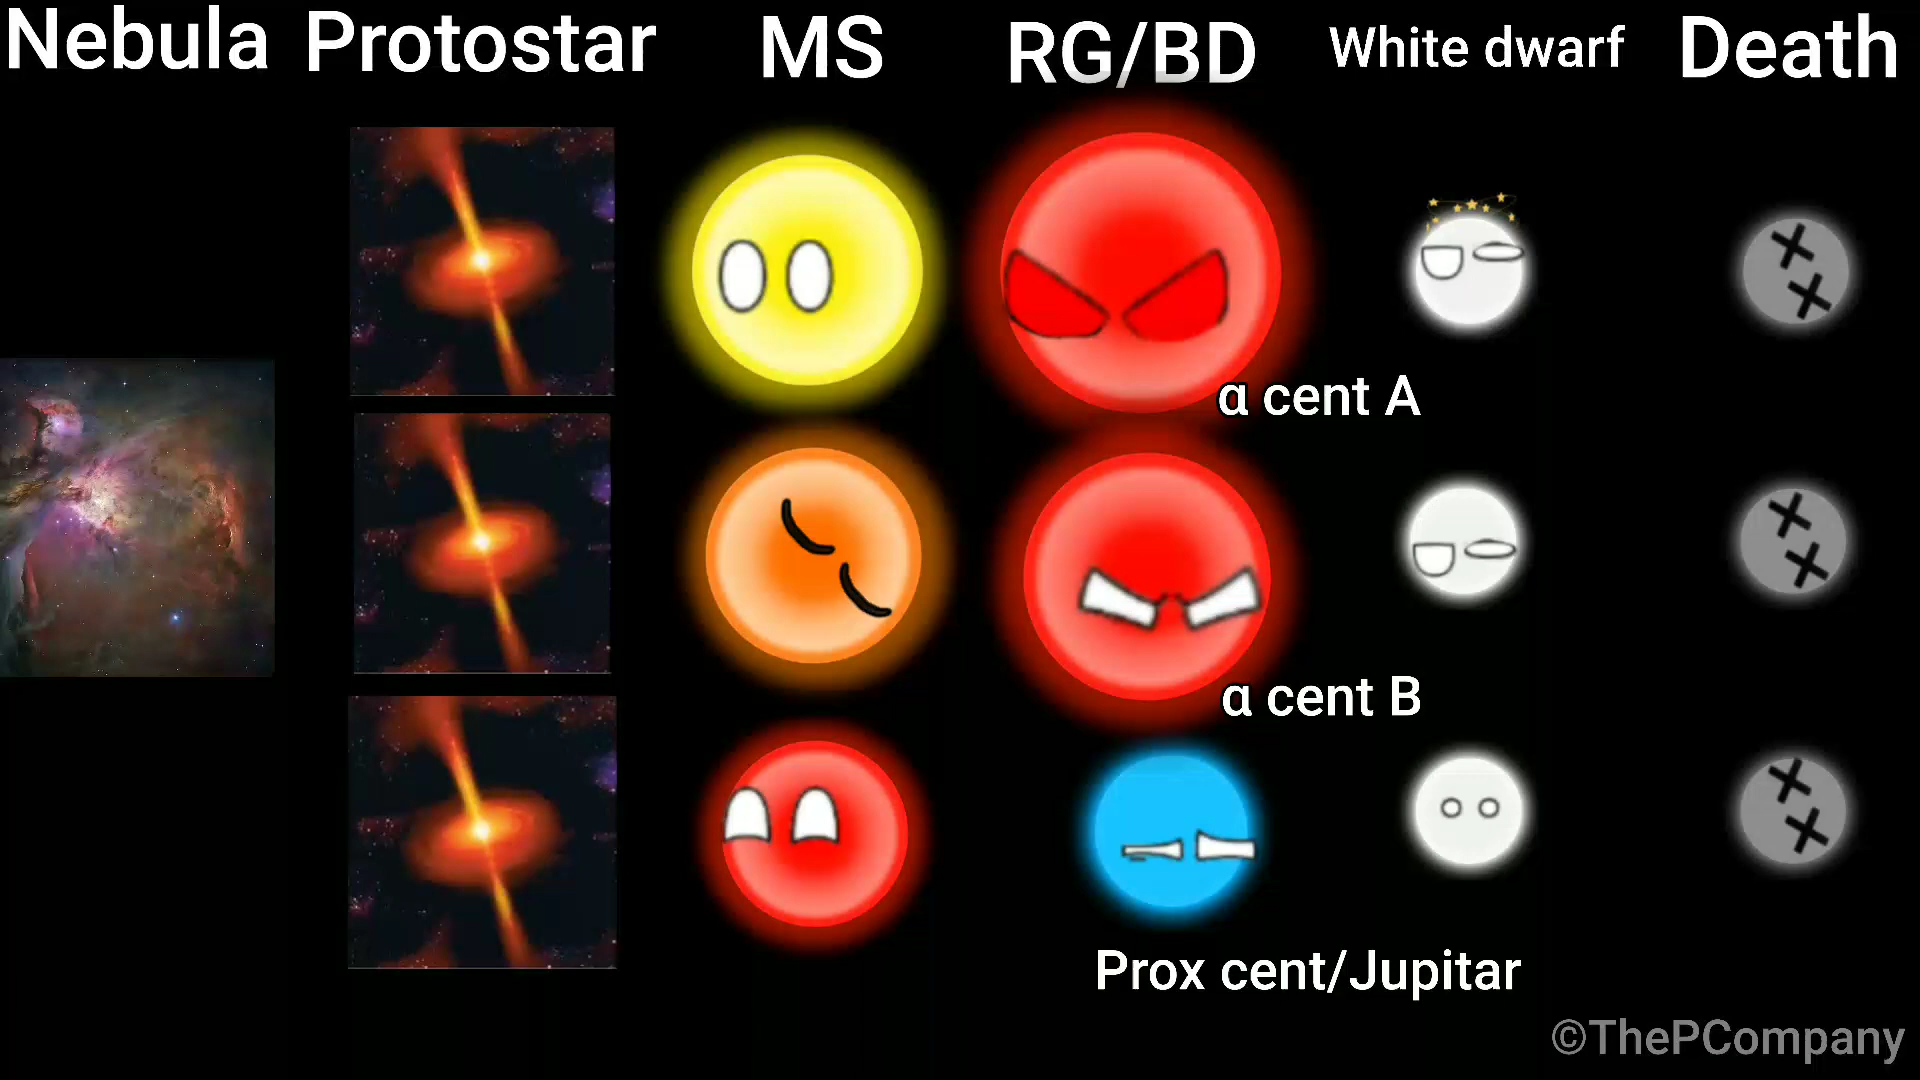 Nebula
Protostar
MS
RG/BD
White dwarf
Death
α cent A
α cent B
Prox cent/Jupitar
©ThePCompany